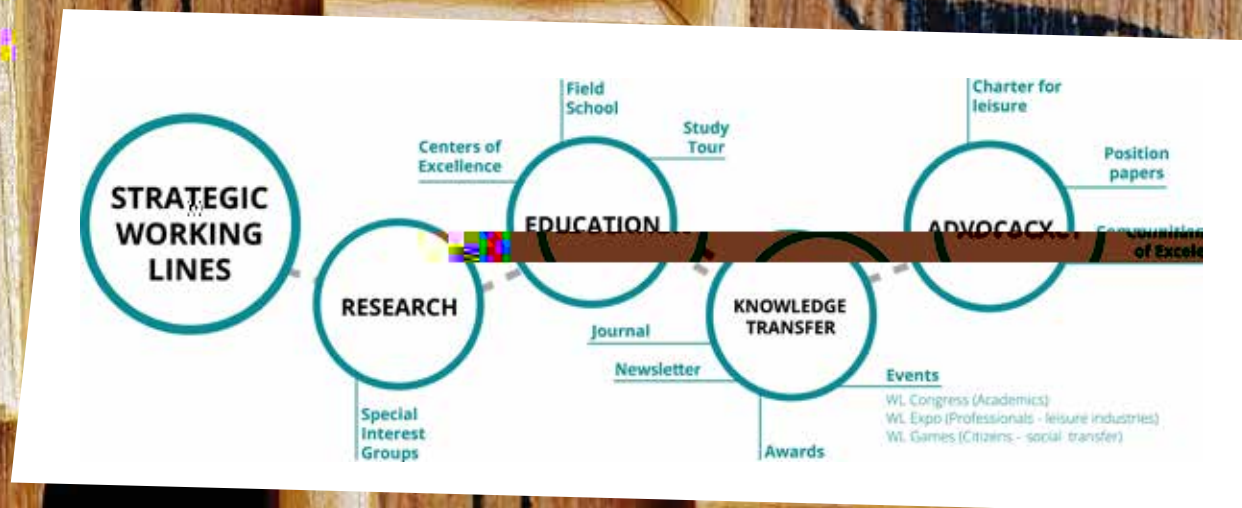 STRATEGIC
WORKING
LINES
RESEARCH
Special
Interest
Groups
Centers of
Excellence
Field
School
Study
Tour
EDUCATION
Journal
Newsletter
KNOWLEDGE
TRANSFER
Awards
Events
WL Congress (Academics)
WL Expo (Professionals - leisure industries)
WL Games (Citizens - social transfer)
Charter for
leisure
Position
papers
ADVOCACY
of